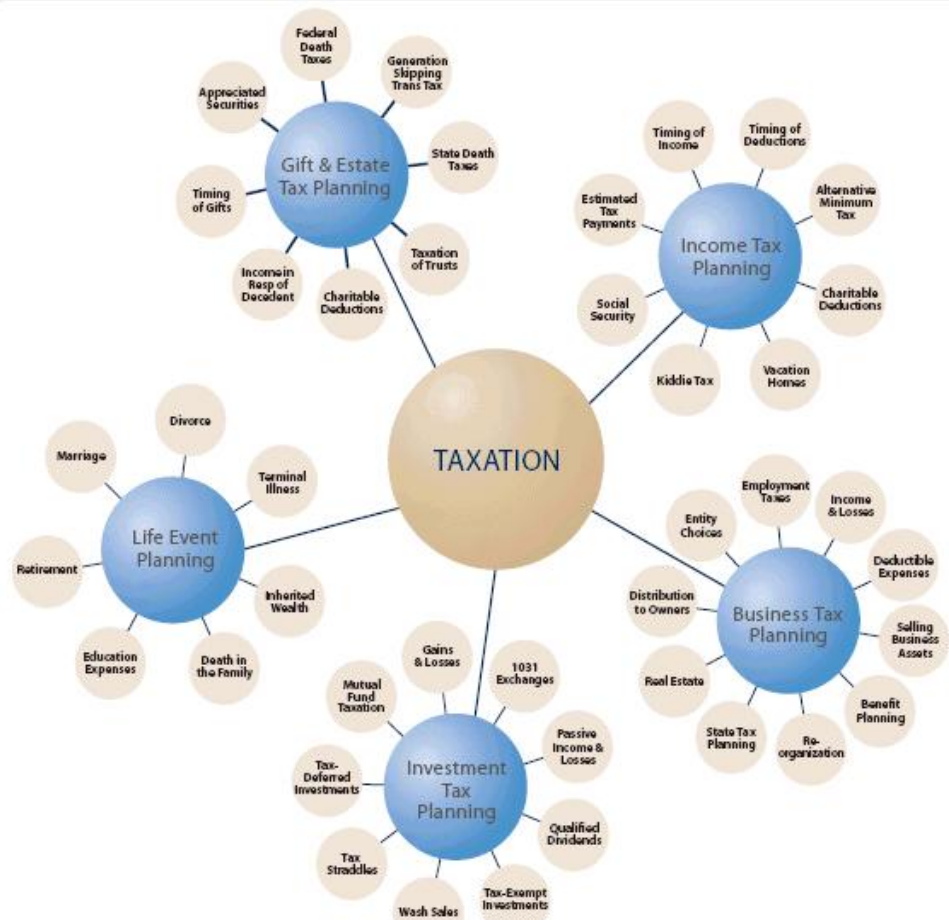 TAXATION
Gift & Estate
Tax Planning
Federal
Death
Taxes
Generation
Skipping
Trans Tax
State Death
Taxes
Taxation
of Trusts
Charitable
Deductions
Income in
Resp of
Decedent
Timing
of Gifts
Appreciated
Securities
Income Tax
Planning
Timing of
Income
Timing of
Deductions
Alternative
Minimum
Tax
Charitable
Deductions
Vacation
Homes
Kiddie Tax
Social
Security
Estimated
Tax
Payments
Business Tax
Planning
Employment
Taxes
Income
& Losses
Deductible
Expenses
Selling
Business
Assets
Benefit
Planning
Re-
organization
State Tax
Planning
Real Estate
Distribution
to Owners
Entity
Choices
Investment
Tax
Planning
Gains
& Losses
1031
Exchanges
Passive
Income &
Losses
Qualified
Dividends
Tax-Exempt
Investments
Wash Sales
Tax
Straddles
Tax-
Deferred
Investments
Mutual
Fund
Taxation
Life Event
Planning
Divorce
Terminal
Illness
Inherited
Wealth
Death in
the Family
Education
Expenses
Retirement
Marriage